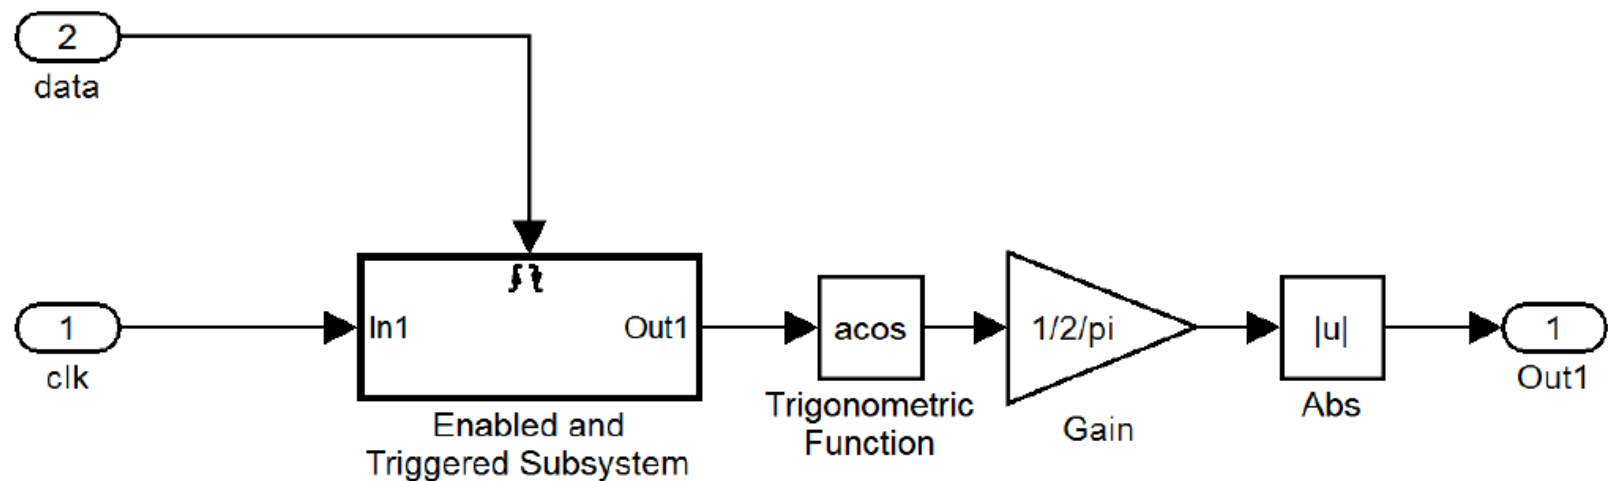 2
data
1
clk
In1
Out1
Enabled and
Triggered Subsystem
acos
Trigonometric
Function
1/2/pi
Gain
|u|
Abs
1
Out1